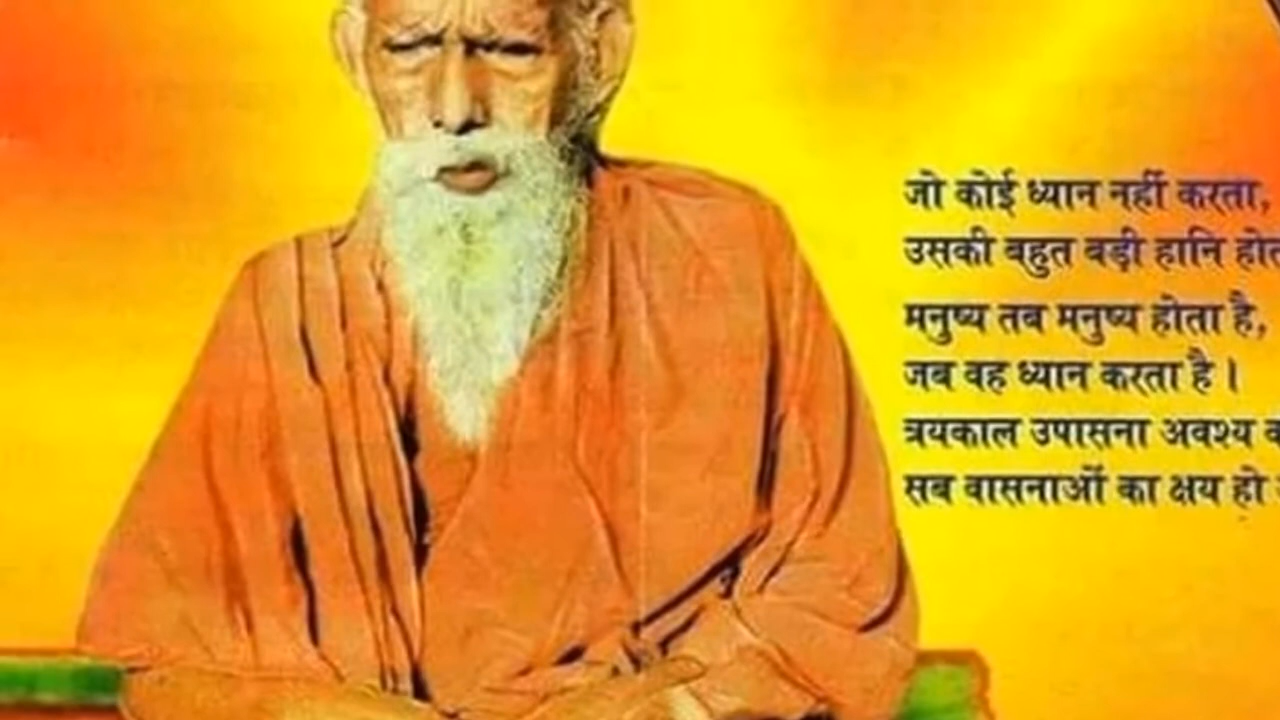 जो कोई ध्यान नहीं करता,
उसकी बहुत बड़ी हानि
मनुष्य तब मनुष्य होता है,
जब वह ध्यान करता है।
त्रयकाल उपासना अवश्य
सब वासनाओं का क्षय हो